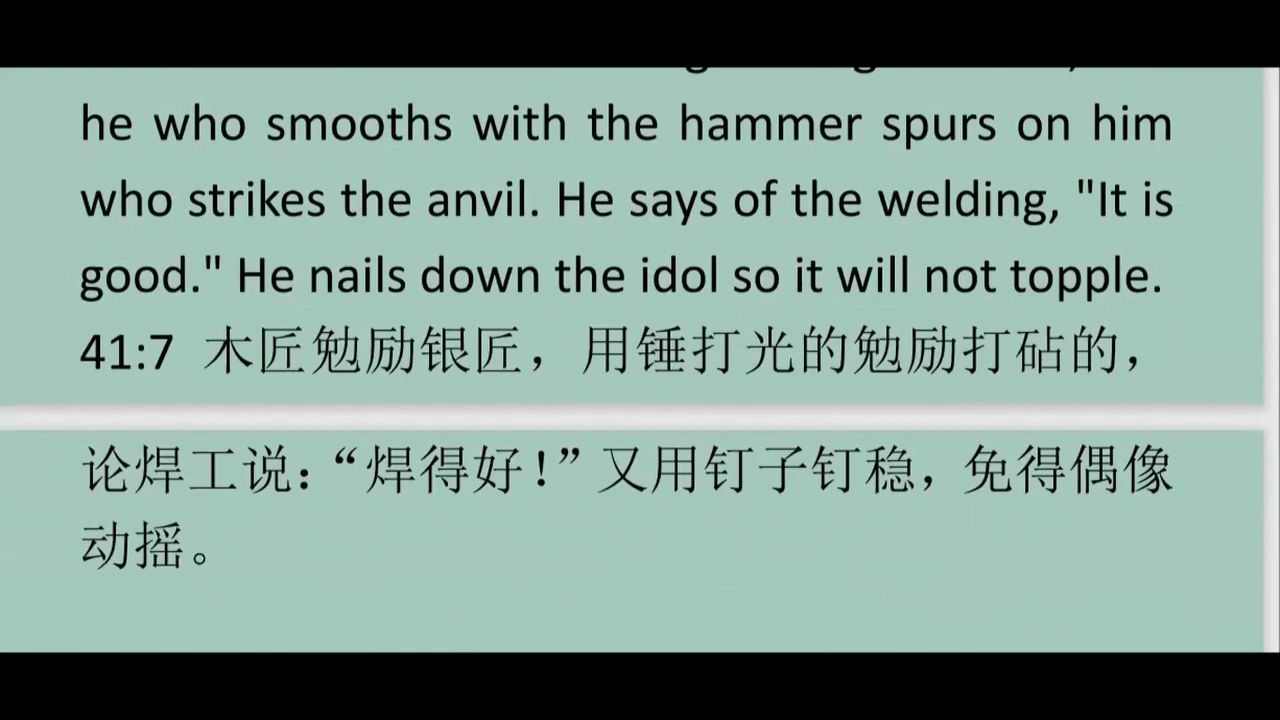 he who smooths with the hammer spurs on him
who strikes the anvil. He says of the welding, "It is
good." He nails down the idol so it will not topple.
41:7 木匠勉励银匠，用锤打光的勉励打砧的，
论焊工说：“焊得好！”又用钉子钉稳，免得偶像
动摇。